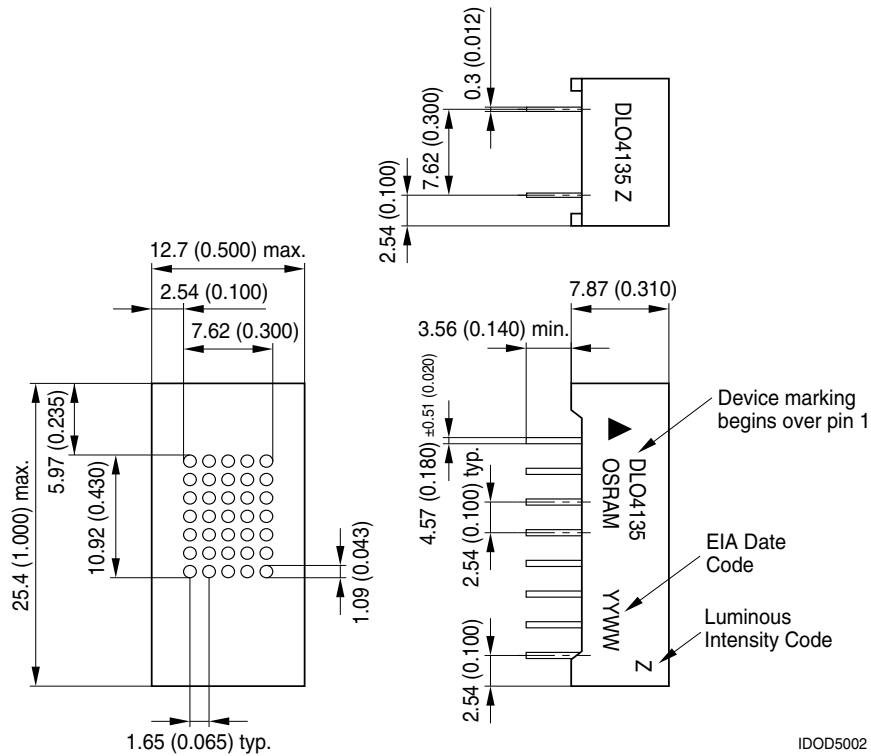 0.3 (0.012)
7.62 (0.300)
2.54 (0.100)
DLO4135 Z
12.7 (0.500) max.
2.54 (0.100)
7.62 (0.300)
5.97 (0.235)
25.4 (1.000) max.
10.92 (0.430)
1.09 (0.043)
1.65 (0.065) typ.
7.87 (0.310)
3.56 (0.140) min.
4.57 (0.180) ±0.51 (0.020)
2.54 (0.100) typ.
2.54 (0.100)
DLO4135
OSRAM
YYWW
Z
Device marking
begins over pin 1
EIA Date
Code
Luminous
Intensity Code
IDOD5002